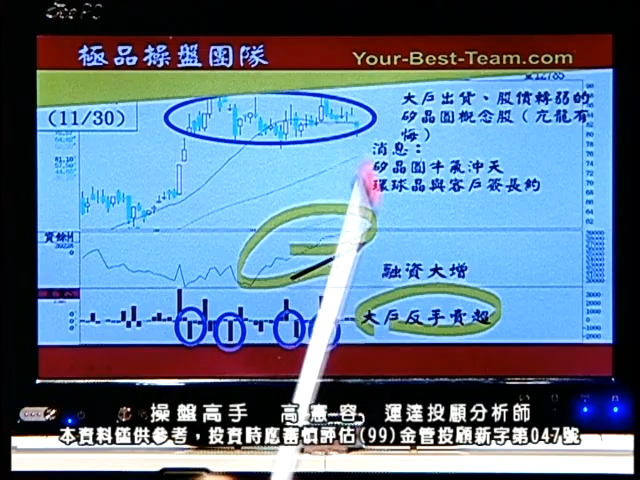 極品操盤團隊
Your-Best-Team.com
(11/30)
大戶出貨、股價轉弱的
矽晶圓概念股(亢龍有
悔)
消息：
矽晶圓牛氣沖天
環球晶與客戶簽長約
資餘
融資大增
大戶反手賣超
操盤高手 高憲容 運達投顧分析師
本資料僅供參考，投資時應審慎評估(99)金管投顧新字第047號